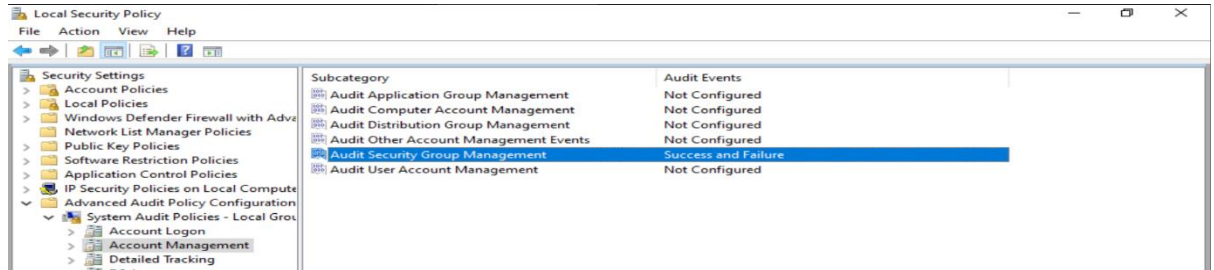 Local Security Policy
File Action View Help
Security Settings
Account Policies
Local Policies
Windows Defender Firewall with Adva
Network List Manager Policies
Public Key Policies
Software Restriction Policies
Application Control Policies
IP Security Policies on Local Compute
Advanced Audit Policy Configuration
System Audit Policies - Local Grou
Account Logon
Account Management
Detailed Tracking
Subcategory Audit Events
Audit Application Group Management Not Configured
Audit Computer Account Management Not Configured
Audit Distribution Group Management Not Configured
Audit Other Account Management Events Not Configured
Audit Security Group Management Success and Failure
Audit User Account Management Not Configured